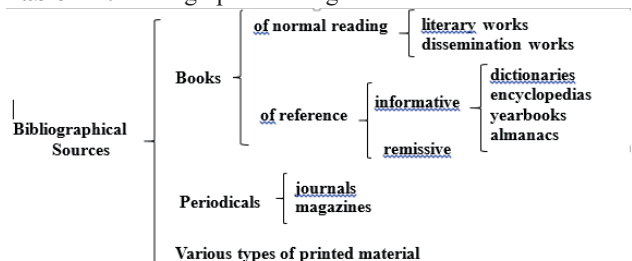 of normal reading
literary works
dissemination works
Books
dictionaries
encyclopedias
yearbooks
almanacs
informative
of reference
remissive
Bibliographical
Sources
Periodicals
journals
magazines
Various types of printed material